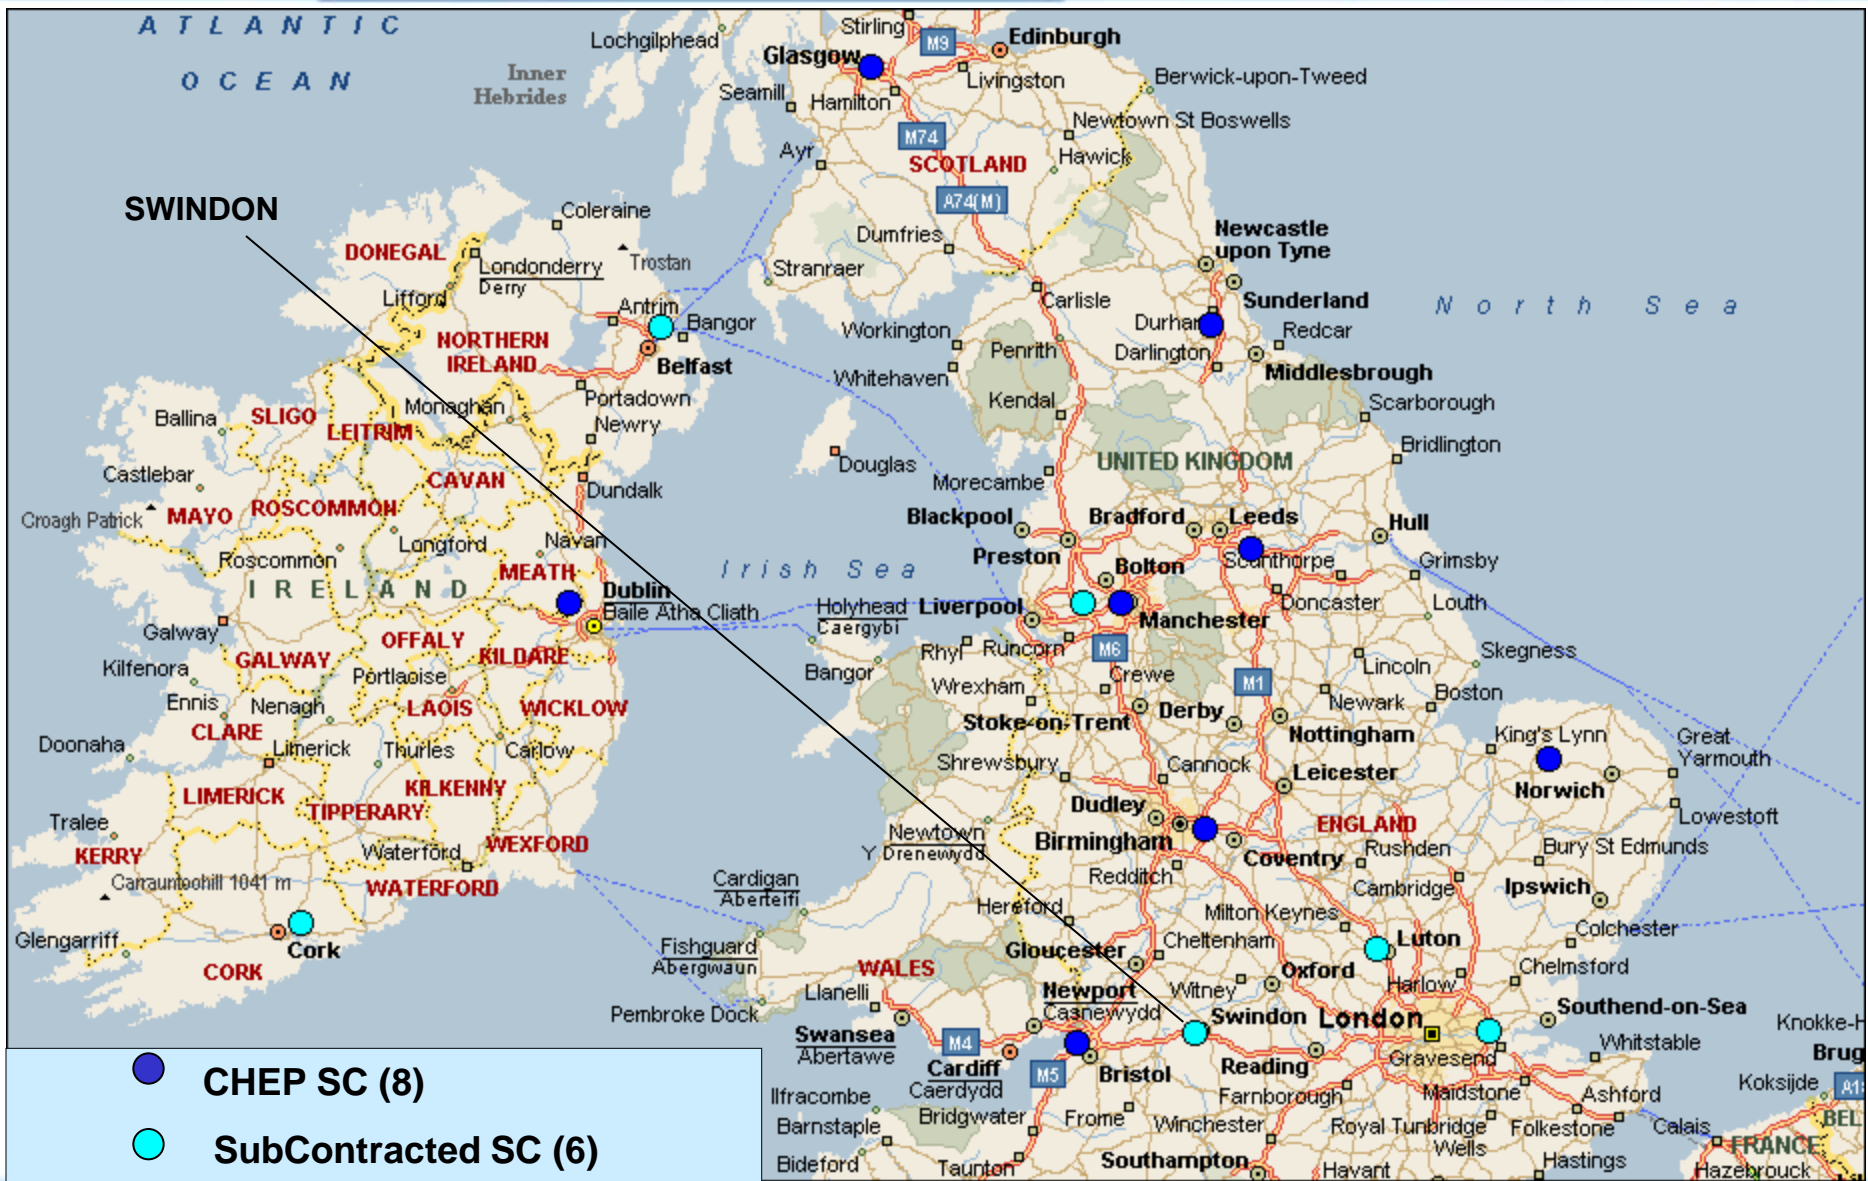 ATLANTIC
OCEAN
Inner
Hebrides
Lochgilphead
Stirling
M9
Edinburgh
Glasgow
Livingston
Berwick-upon-Tweed
Seamill
Hamilton
Newtown St Boswells
M74
Ayr
SCOTLAND
Hawick
A74(M)
SWINDON
Coleraine
Dumfries
Newcastle
upon Tyne
DONEGAL
Londonderry
Derry
Trostan
Stranraer
Lifford
Antrim
Carlisle
Sunderland
North Sea
Bangor
Workington
Durham
Redcar
NORTHERN
IRELAND
Belfast
Penrith
Darlington
Middlesbrough
Whitehaven
Portadown
Kendal
Scarborough
Ballina
SLIGO
Monaghan
LEITRIM
Newry
Bridlington
Douglas
UNITED KINGDOM
Castlebar
CAVAN
Dundalk
Morecambe
Croagh Patrick
MAYO
ROSCOMMON
Blackpool
Bradford
Leeds
Hull
Roscommon
Longford
Navan
Preston
Bolton
Scunthorpe
Grimsby
Irish Sea
MEATH
IRELAND
Dublin
Baile Atha Cliath
Holyhead
Caergybi
Liverpool
Manchester
Doncaster
Louth
Galway
OFFALY
KILDARE
GALWAY
Rhyl
Runcorn
M6
Skegness
Kilfenora
Portlaoise
Bangor
Wrexham
Crewe
M1
Lincoln
Ennis
Nenagh
LAOIS
WICKLOW
Newark
Boston
CLARE
Stoke-on-Trent
Derby
Nottingham
King's Lynn
Great
Yarmouth
Doonaha
Limerick
Thurles
Carlow
Shrewsbury
Cannock
Leicester
Norwich
LIMERICK
KILKENNY
TIPPERARY
Dudley
Lowestoft
Tralee
ENGLAND
KERRY
Waterford
WEXFORD
Newtown
Y Drenewydd
Birmingham
Coventry
Rushden
Bury St Edmunds
Carrauntoohill 1041 m
WATERFORD
Cardigan
Aberteifi
Redditch
Cambridge
Ipswich
Hereford
Milton Keynes
Glengarriff
Cork
Fishguard
Abergwaun
Gloucester
Cheltenham
Luton
Colchester
CORK
WALES
Oxford
Chelmsford
Llanelli
Newport
Casnewydd
Witney
Harlow
Pembroke Dock
Swindon
London
Southend-on-Sea
Swansea
Abertawe
M4
Cardiff
Caerdydd
M5
Bristol
Reading
Gravesend
Whitstable
Knokke-H
Brug
CHEP SC (8)
Ilfracombe
Bridgwater
Frome
Farnborough
Maidstone
Ashford
Koksijde
A1
Barnstaple
Winchester
Royal Tunbridge
Wells
Folkestone
Calais
BEL
FRANCE
SubContracted SC (6)
Bideford
Taunton
Southampton
Havant
Hastings
Hazebrouck